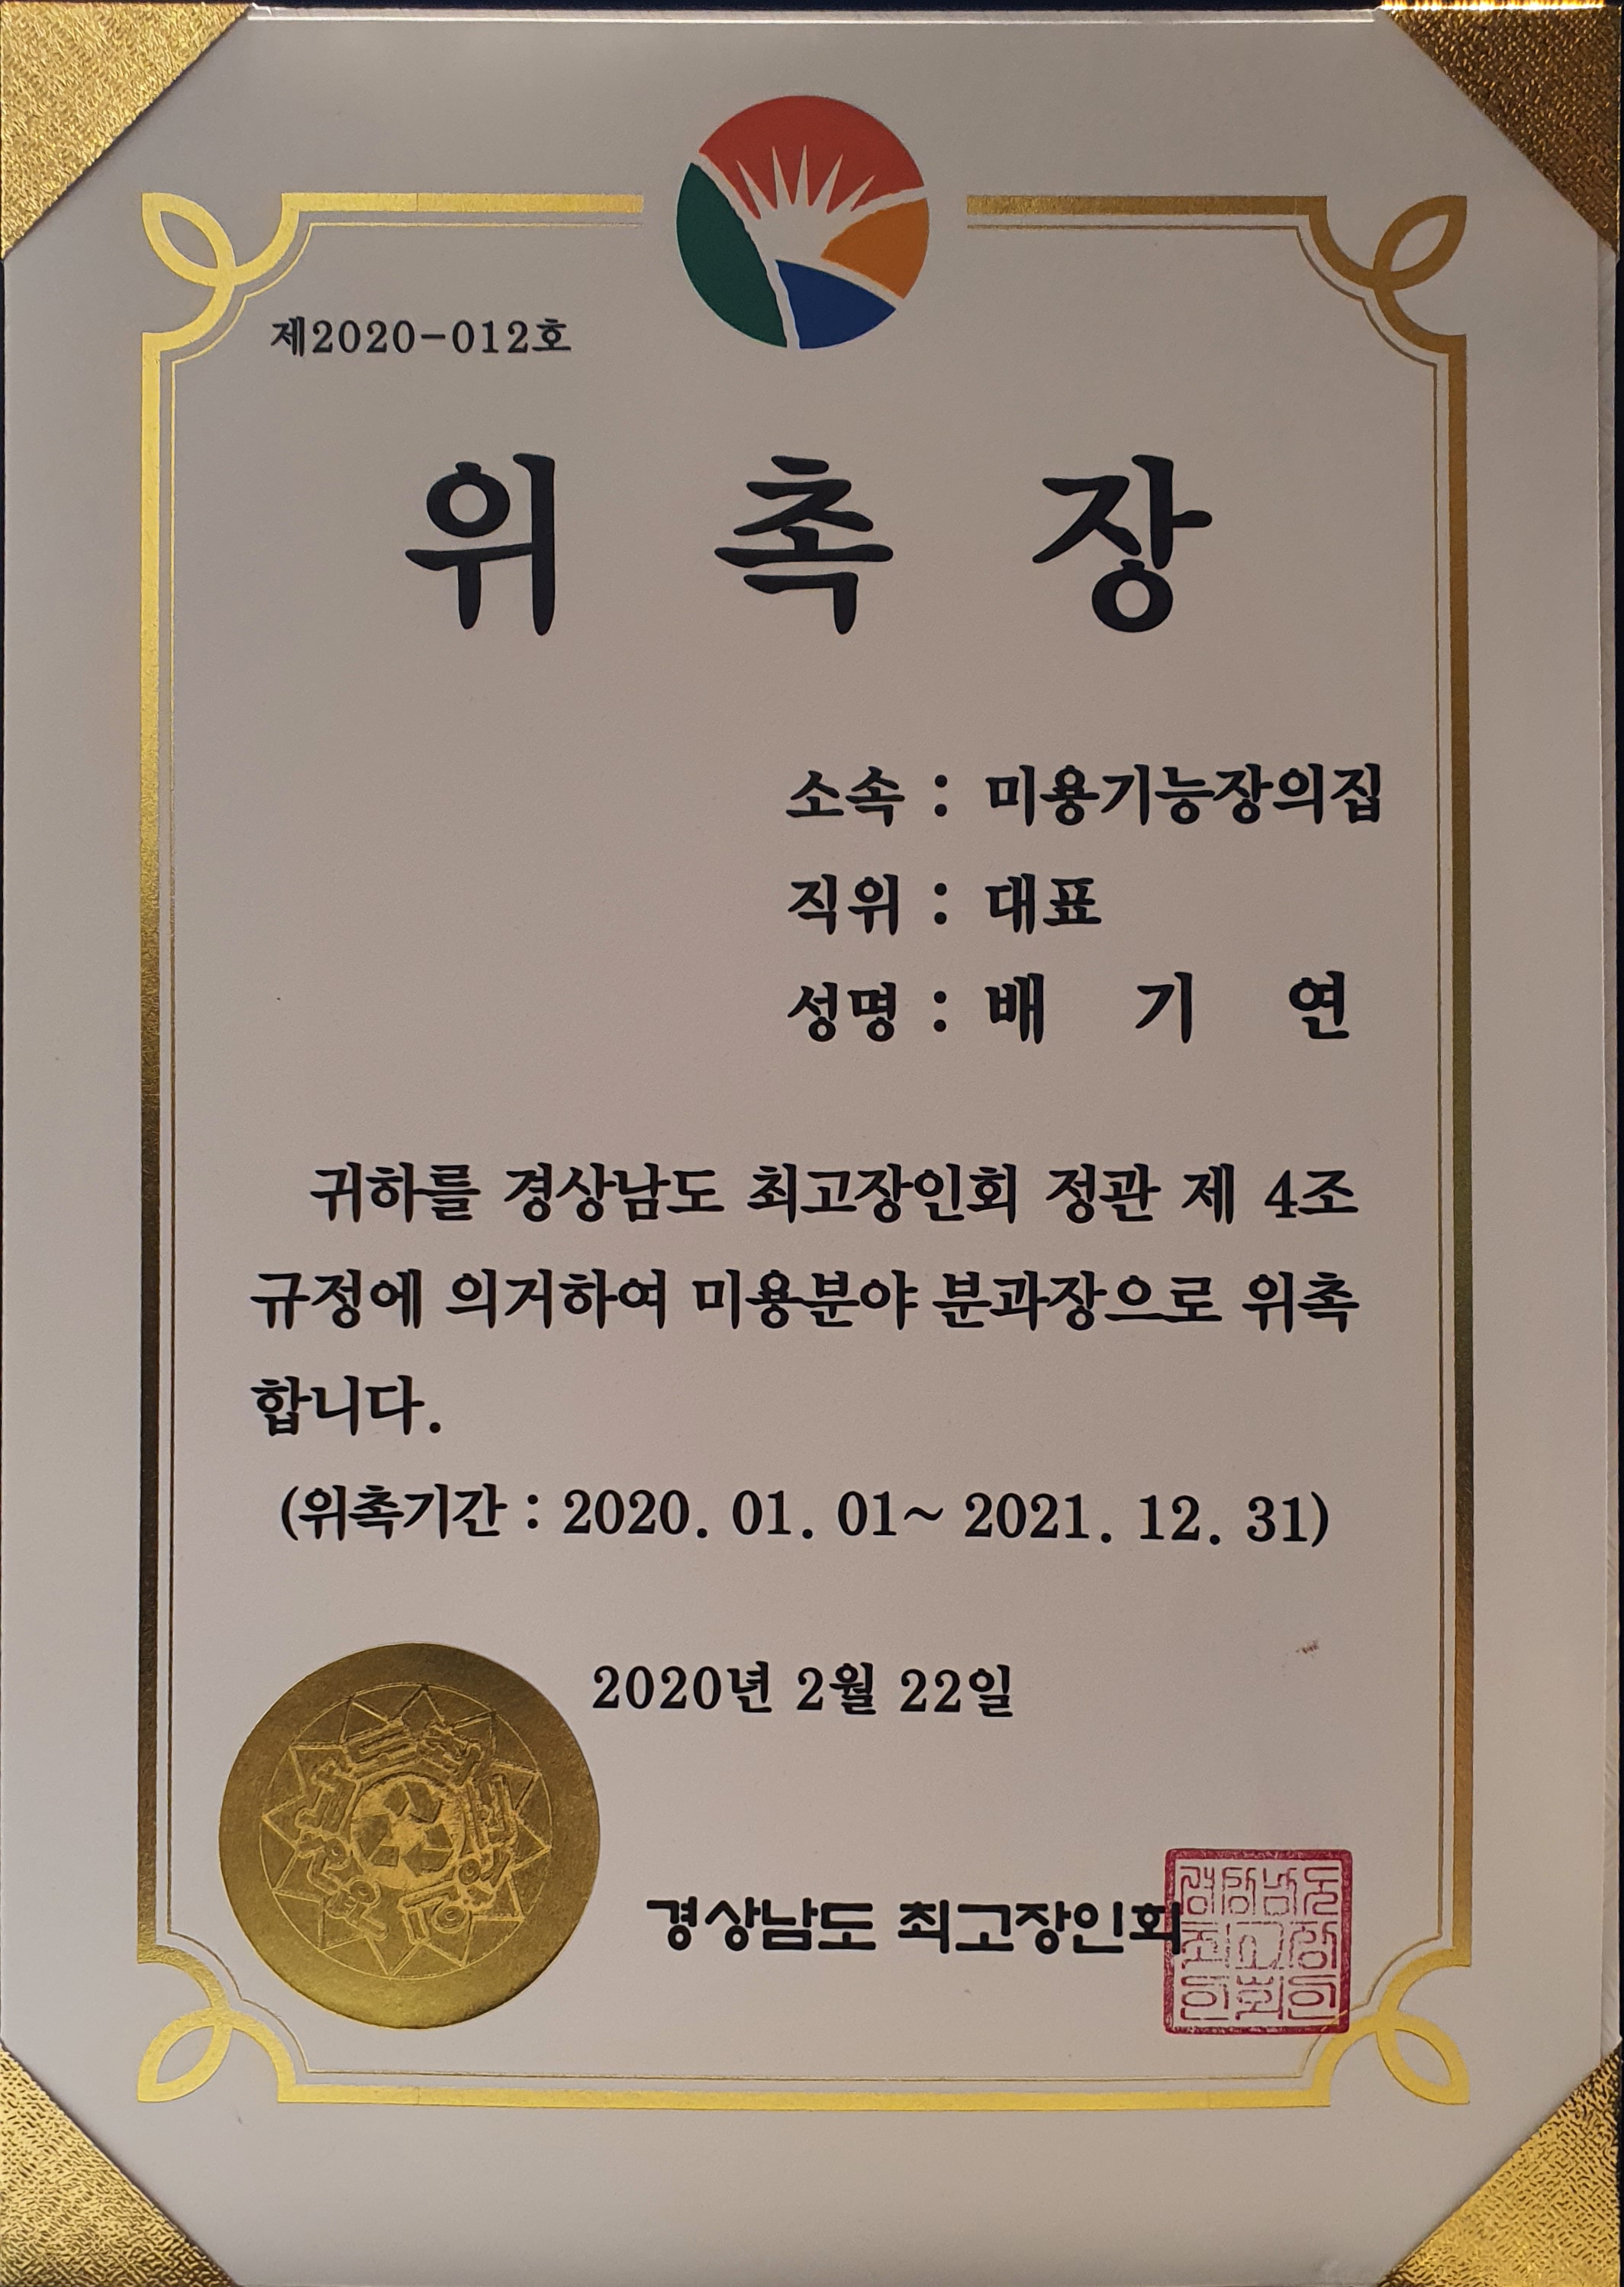 제2020-012호
위 촉 장
소속 : 미용기능장의집
직위 : 대표
성명 : 배 기 연
귀하를 경상남도 최고장인회 정관 제 4조
규정에 의거하여 미용분야 분과장으로 위촉
합니다.
(위촉기간 : 2020. 01. 01~ 2021. 12. 31)
2020년 2월 22일
경상남도 최고장인회